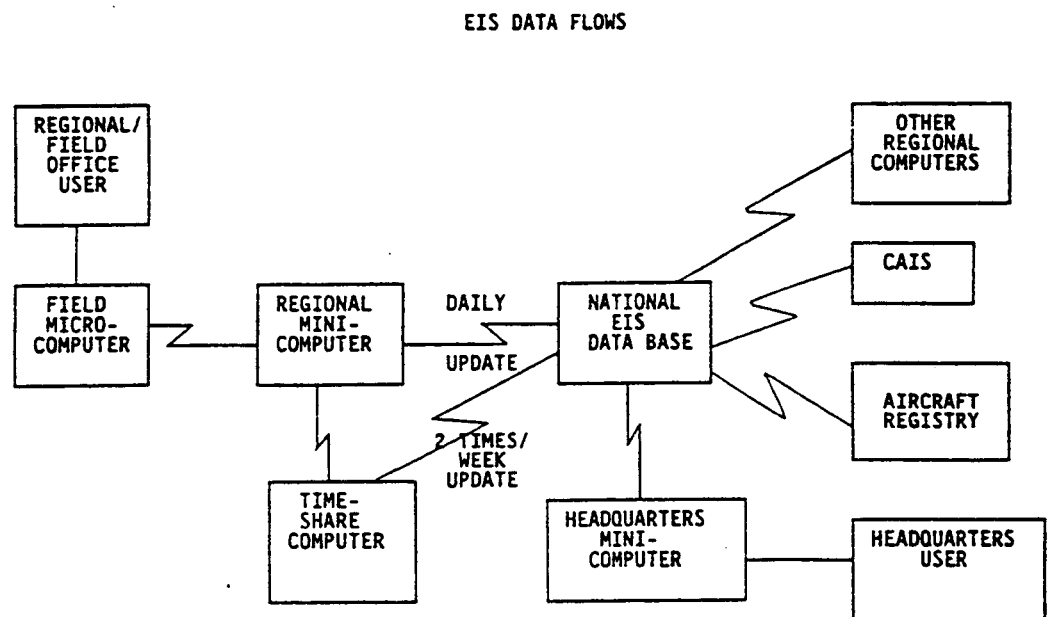 EIS DATA FLOWS
REGIONAL/
FIELD
OFFICE
USER
OTHER
REGIONAL
COMPUTERS
CAIS
FIELD
MICRO-
COMPUTER
REGIONAL
MINI-
COMPUTER
DAILY
UPDATE
NATIONAL
EIS
DATA BASE
AIRCRAFT
REGISTRY
2 TIMES/
WEEK
UPDATE
TIME-
SHARE
COMPUTER
HEADQUARTERS
MINI-
COMPUTER
HEADQUARTERS
USER